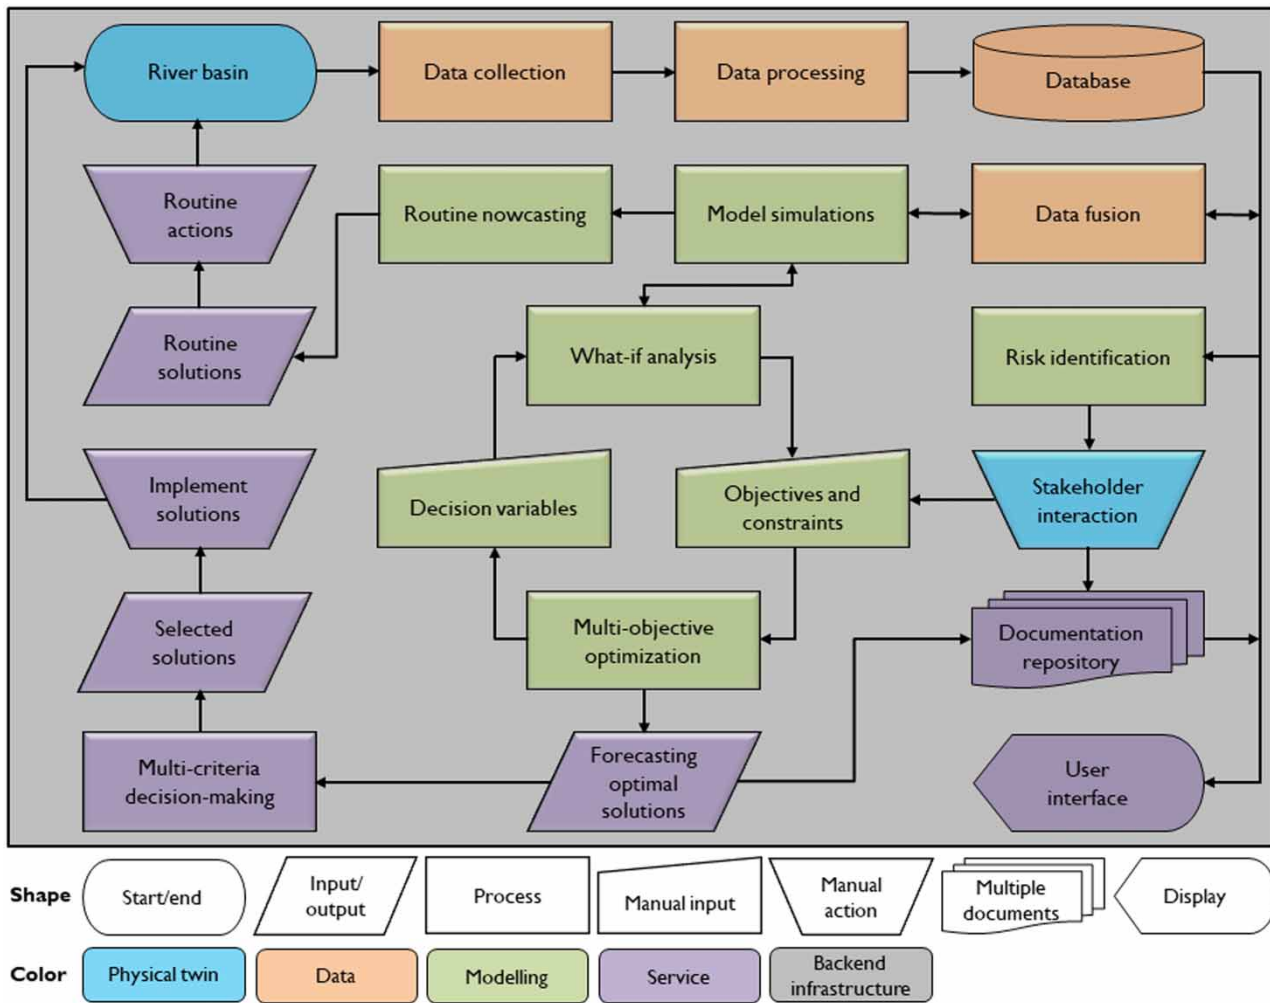 River basin
Data collection
Data processing
Database
Routine
actions
Routine nowcasting
Model simulations
Data fusion
Routine
solutions
What-if analysis
Risk identification
Implement
solutions
Decision variables
Objectives and
constraints
Stakeholder
interaction
Selected
solutions
Multi-objective
optimization
Documentation
repository
Multi-criteria
decision-making
Forecasting
optimal
solutions
User
interface
Shape
Start/end
Input/
output
Process
Manual input
Manual
action
Multiple
documents
Display
Color
Physical twin
Data
Modelling
Service
Backend
infrastructure